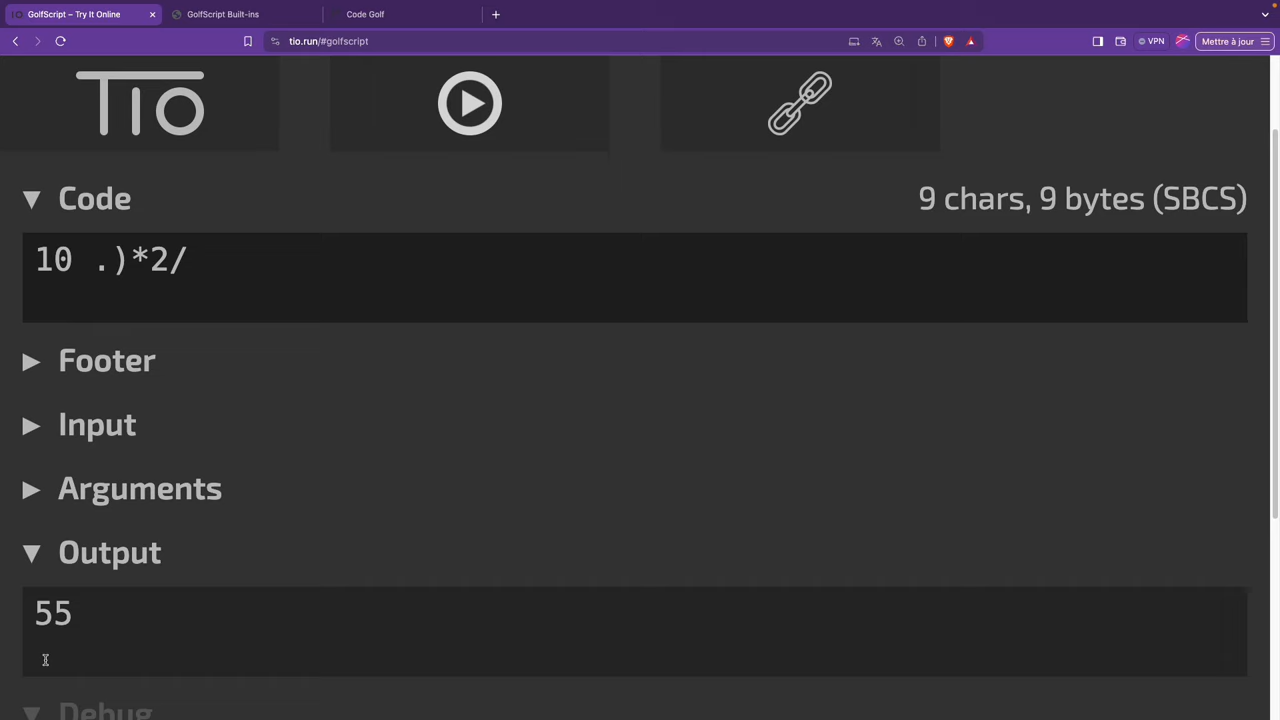 GolfScript – Try It Online
GolfScript Built-ins
Code Golf
tio.run/#golfscript
VPN
Mettre à jour
TIO
Code
9 chars, 9 bytes (SBCS)
10 .)*2/
Footer
Input
Arguments
Output
55
Debug